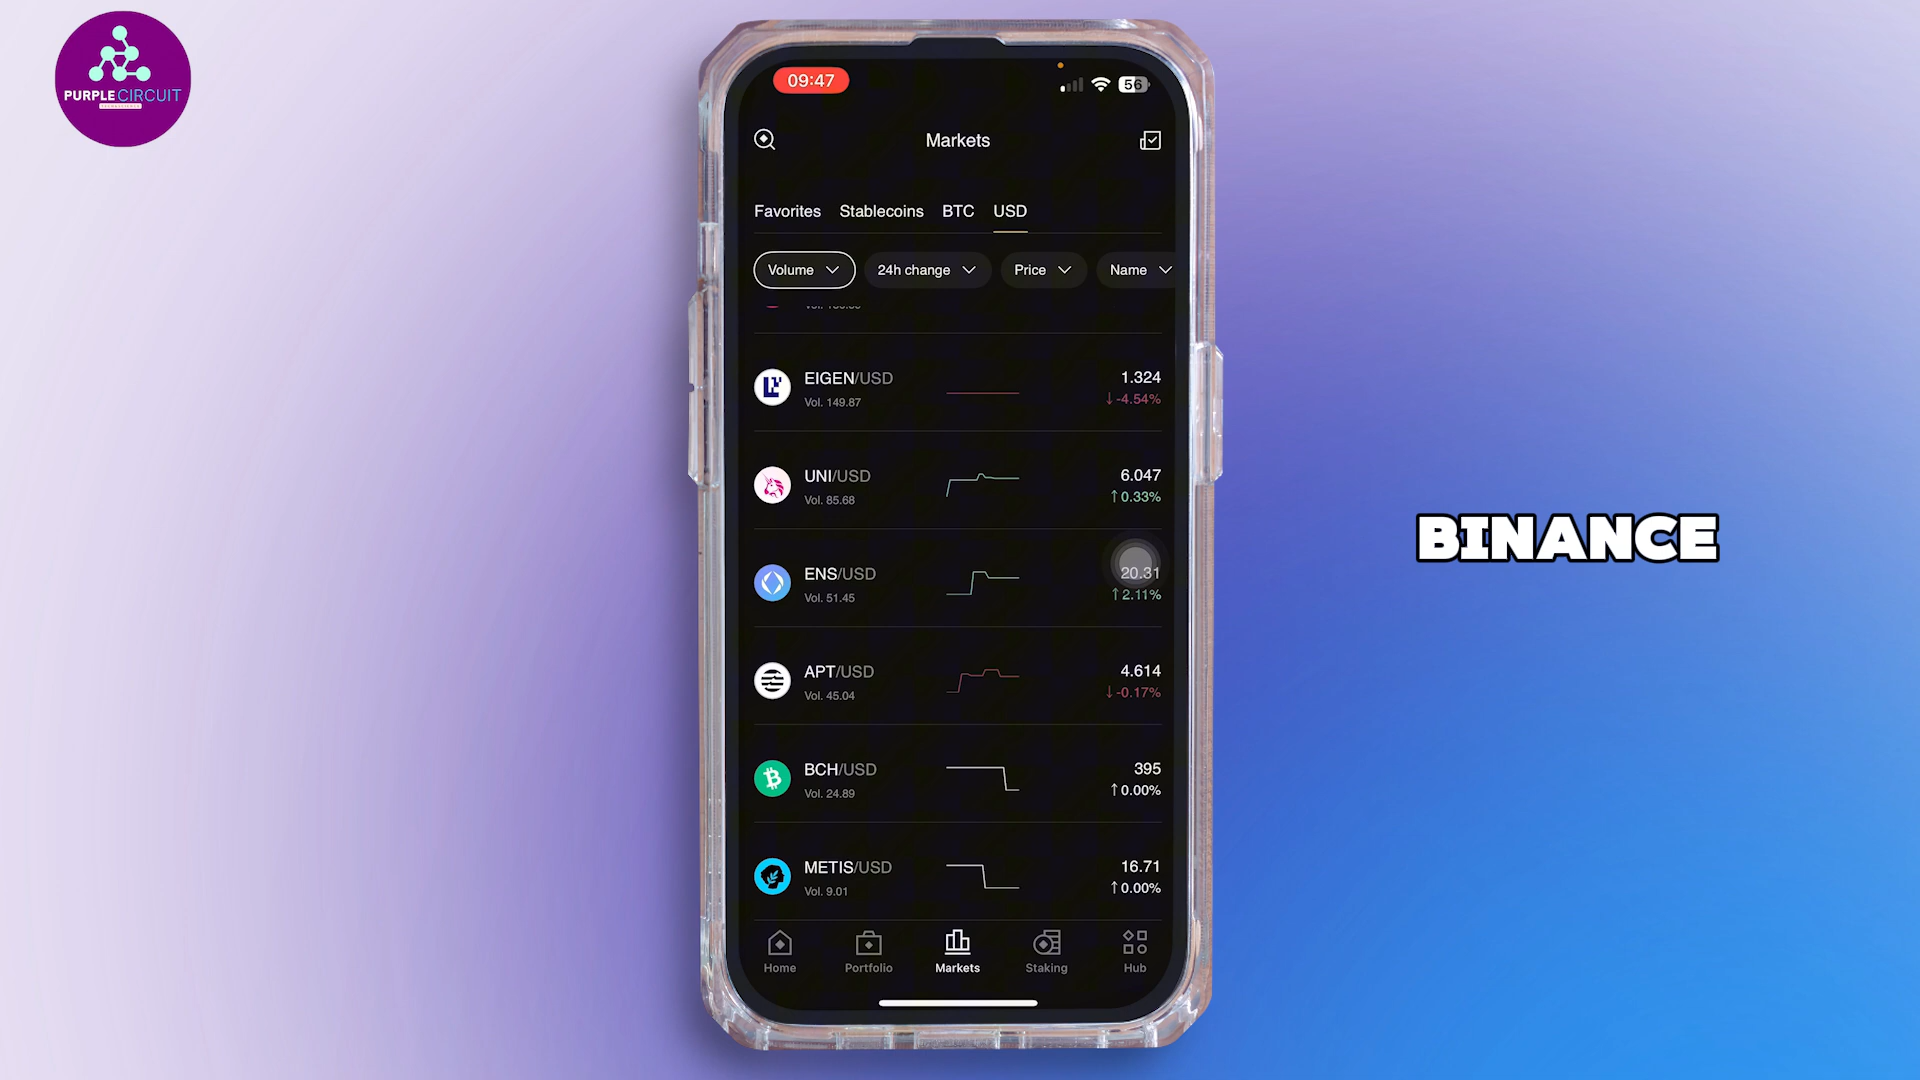 PURPLE CIRCUIT
09:47
56
Markets
Favorites Stablecoins BTC USD
Volume 24h change Price Name
EIGEN/USD 1.324
Vol. 149.87 ↓-4.54%
UNI/USD 6.047
Vol. 85.68 ↑0.33%
ENS/USD 20.31
Vol. 51.45 ↑2.11%
APT/USD 4.614
Vol. 45.04 ↓-0.17%
BCH/USD 395
Vol. 24.89 ↑0.00%
METIS/USD 16.71
Vol. 9.01 ↑0.00%
Home Portfolio Markets Staking Hub
BINANCE